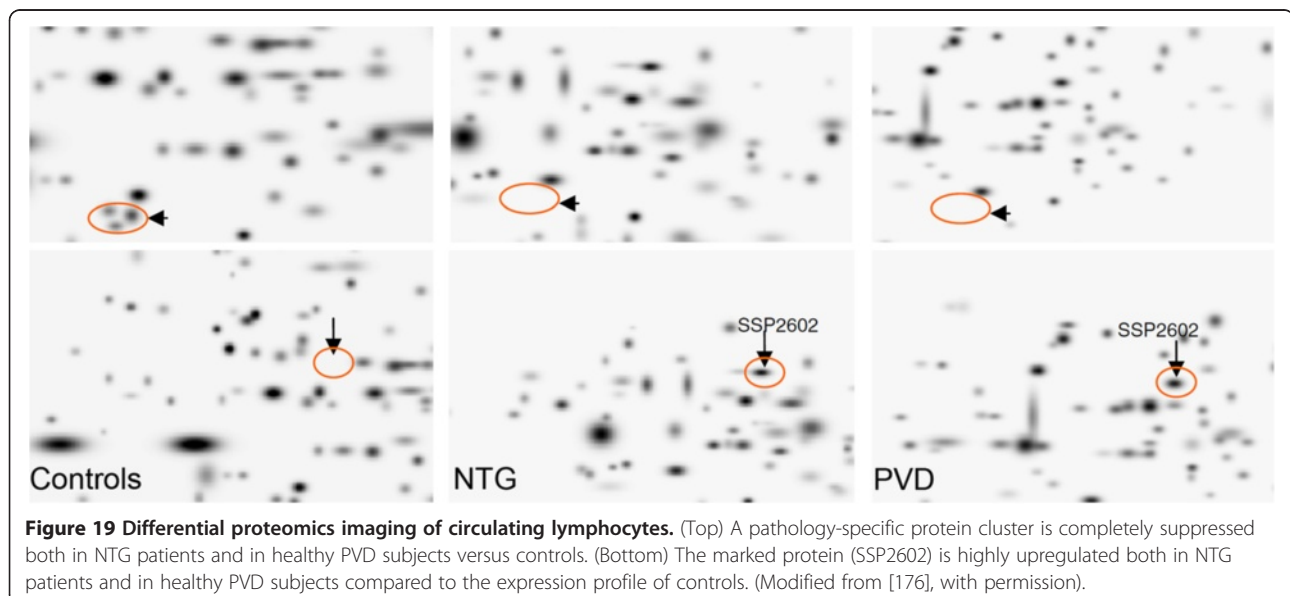 SSP2602
SSP2602
Controls
NTG
PVD
Figure 19 Differential proteomics imaging of circulating lymphocytes. (Top) A pathology-specific protein cluster is completely suppressed
both in NTG patients and in healthy PVD subjects versus controls. (Bottom) The marked protein (SSP2602) is highly upregulated both in NTG
patients and in healthy PVD subjects compared to the expression profile of controls. (Modified from [176], with permission).